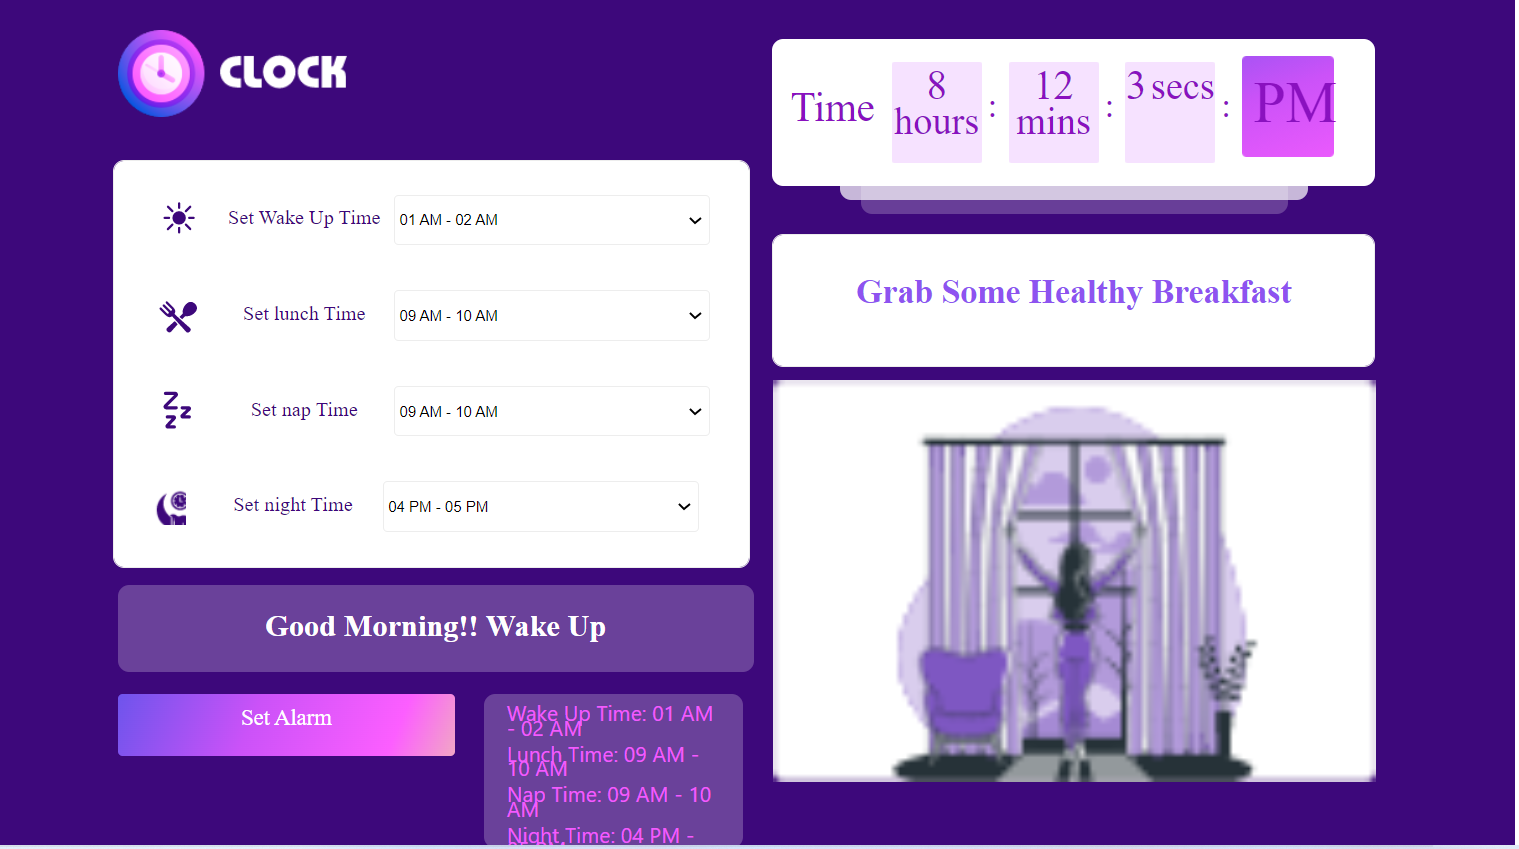 CLOCK
Time
8
hours
:
12
mins
:
3 secs
:
PM
Set Wake Up Time
01 AM - 02 AM
Set lunch Time
09 AM - 10 AM
Set nap Time
09 AM - 10 AM
Set night Time
04 PM - 05 PM
Grab Some Healthy Breakfast
Good Morning!! Wake Up
Set Alarm
Wake Up Time: 01 AM
- 02 AM
Lunch Time: 09 AM -
10 AM
Nap Time: 09 AM - 10
AM
Night Time: 04 PM -